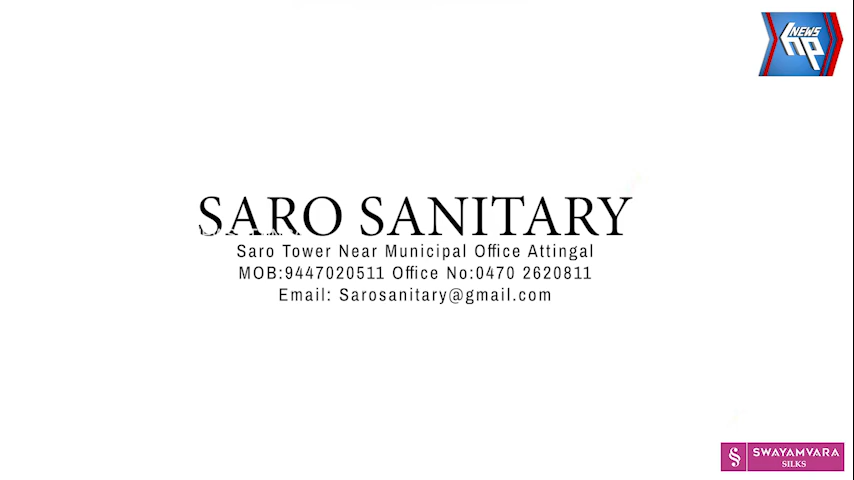 NEWS
np
SARO SANITARY
Saro Tower Near Municipal Office Attingal
MOB:9447020511 Office No:0470 2620811
Email: Sarosanitary@gmail.com
SWAYAMVARA
SILKS